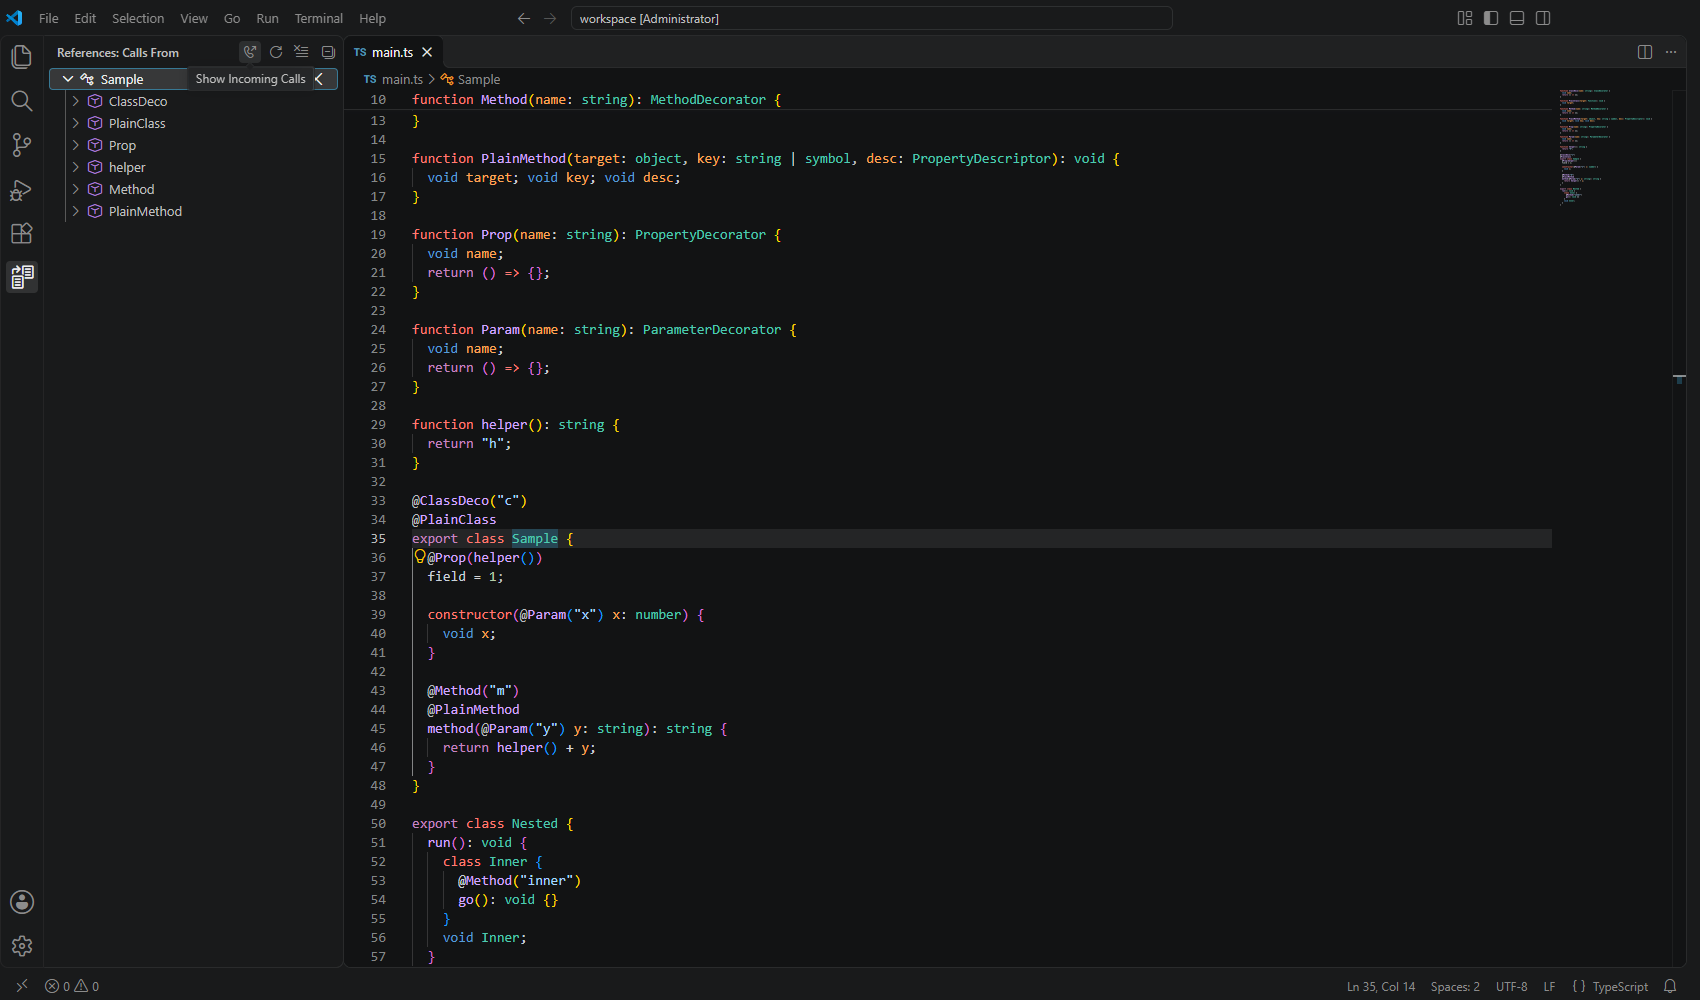 File Edit Selection View Go Run Terminal Help
workspace [Administrator]
References: Calls From
Sample
Show Incoming Calls
ClassDeco
PlainClass
Prop
helper
Method
PlainMethod
TS main.ts
TS main.ts > Sample
10 function Method(name: string): MethodDecorator {
13 }
14
15 function PlainMethod(target: object, key: string | symbol, desc: PropertyDescriptor): void {
16 void target; void key; void desc;
17 }
18
19 function Prop(name: string): PropertyDecorator {
20 void name;
21 return () => {};
22 }
23
24 function Param(name: string): ParameterDecorator {
25 void name;
26 return () => {};
27 }
28
29 function helper(): string {
30 return "h";
31 }
32
33 @ClassDeco("c")
34 @PlainClass
35 export class Sample {
36 @Prop(helper())
37 field = 1;
38
39 constructor(@Param("x") x: number) {
40 void x;
41 }
42
43 @Method("m")
44 @PlainMethod
45 method(@Param("y") y: string): string {
46 return helper() + y;
47 }
48 }
49
50 export class Nested {
51 run(): void {
52 class Inner {
53 @Method("inner")
54 go(): void {}
55 }
56 void Inner;
57 }
0 0
Ln 35, Col 14 Spaces: 2 UTF-8 LF { } TypeScript